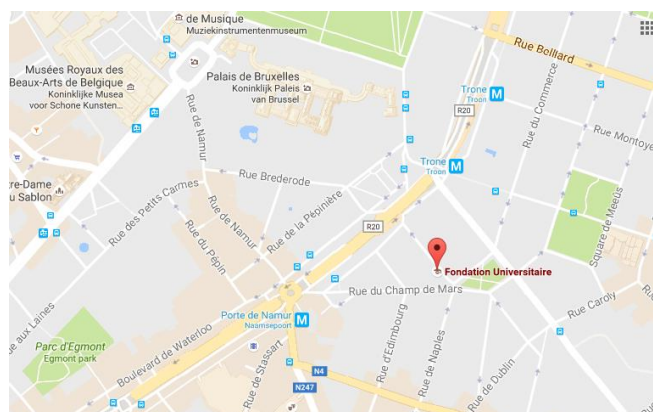 de Musique
Muziekinstrumentenmuseum
Rue Belliard
Musées Royaux des
Beaux-Arts de Belgique
Koninklijke Musea
voor Schone Kunsten...
Palais de Bruxelles
Koninklijk Paleis
van Brussel
Trone
Troon
M
R20
Rue du Commerce
Rue Montoye
Rue de Namur
Trone
Troon
M
Rue Brederode
re-Dame
u Sablon
Rue des Petits Carmes
Rue de Namur
Rue de la Pépinière
R20
Square de Meeûs
Rue du Pépin
Fondation Universitaire
Rue du Champ de Mars
Rue Caroly
Porte de Namur
Naamsepoort
M
ue aux Laines
Parc d'Egmont
Egmont park
Boulevard de Waterloo
Rue de Stassart
Rue d'Edimbourg
Rue de Naples
Rue de Dublin
N4
N247